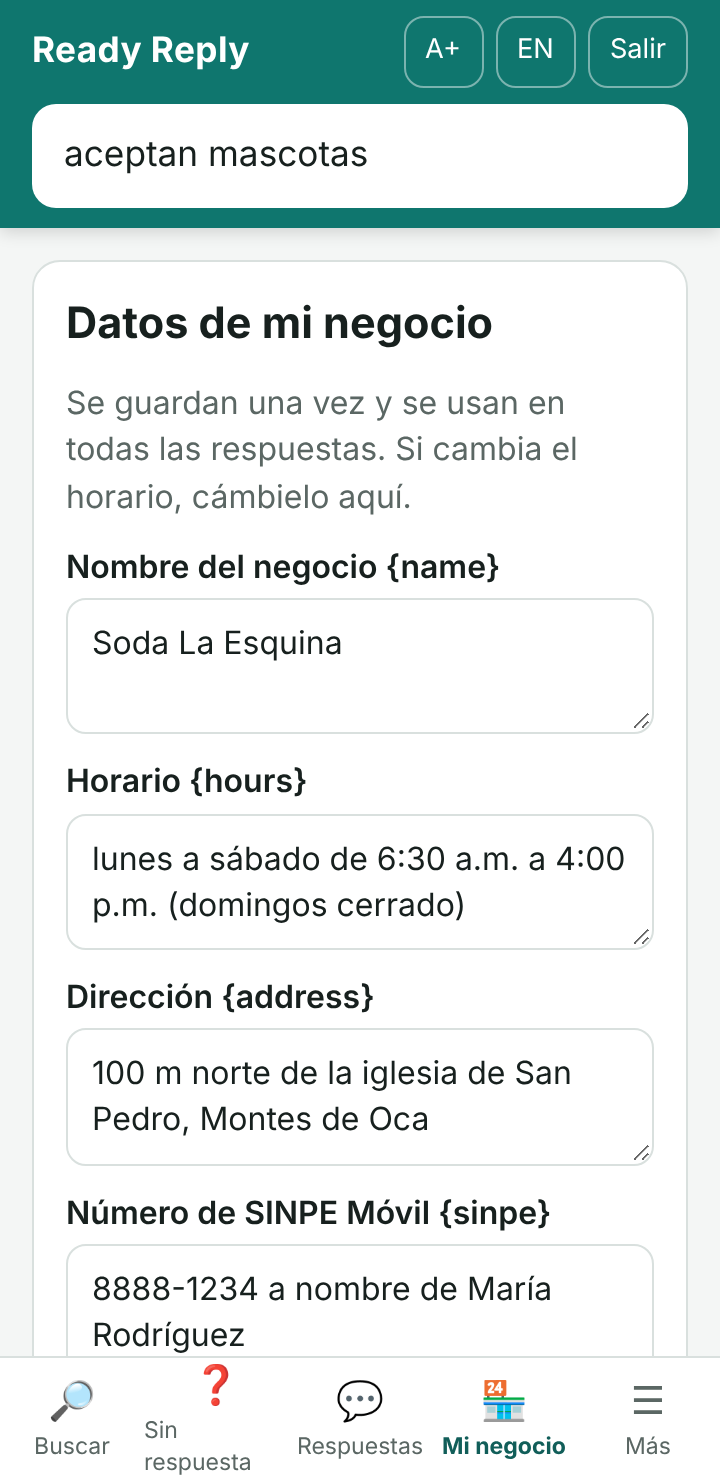 Ready Reply
A+
EN
Salir
aceptan mascotas
Datos de mi negocio
Se guardan una vez y se usan en
todas las respuestas. Si cambia el
horario, cámbielo aquí.
Nombre del negocio {name}
Soda La Esquina
Horario {hours}
lunes a sábado de 6:30 a.m. a 4:00
p.m. (domingos cerrado)
Dirección {address}
100 m norte de la iglesia de San
Pedro, Montes de Oca
Número de SINPE Móvil {sinpe}
8888-1234 a nombre de María
Rodríguez
24
Buscar
Sin
respuesta
Respuestas
Mi negocio
Más